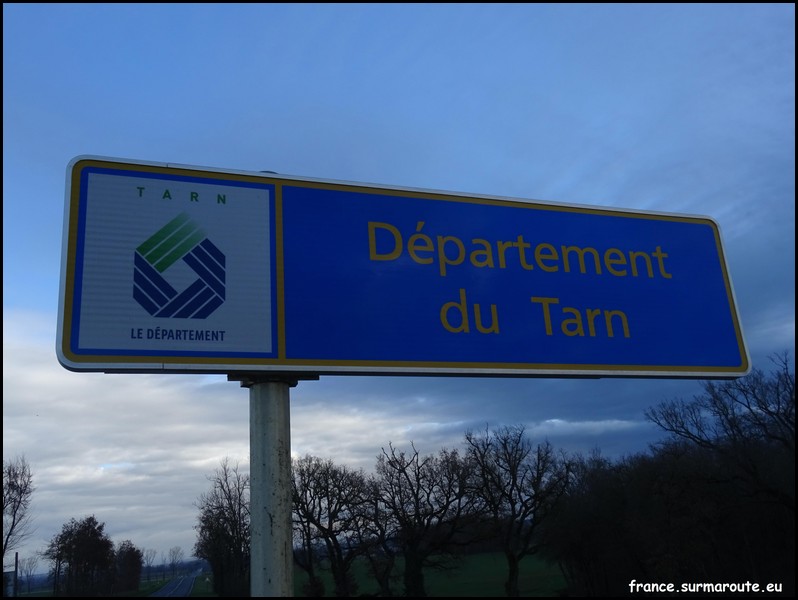 TARN
LE DÉPARTEMENT
Département
du Tarn
france.surmaroute.eu